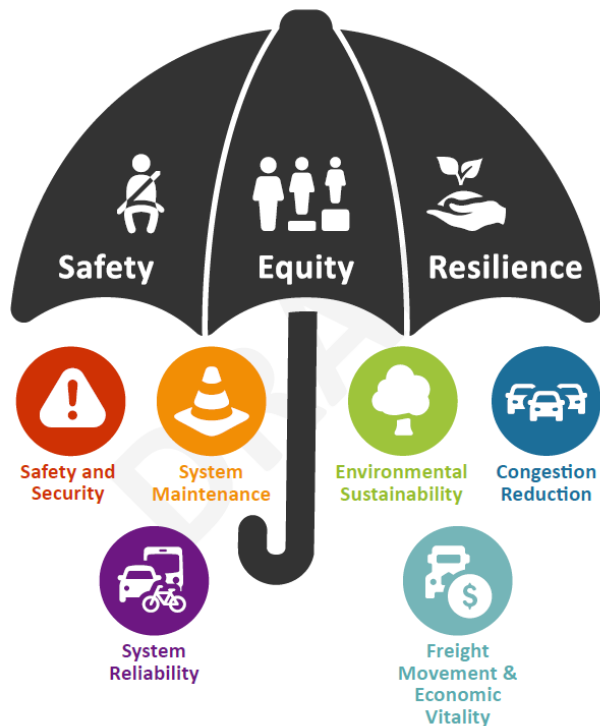 Safety
Equity
Resilience
Safety and
Security
System
Maintenance
Environmental
Sustainability
Congestion
Reduction
System
Reliability
$
Freight
Movement &
Economic
Vitality